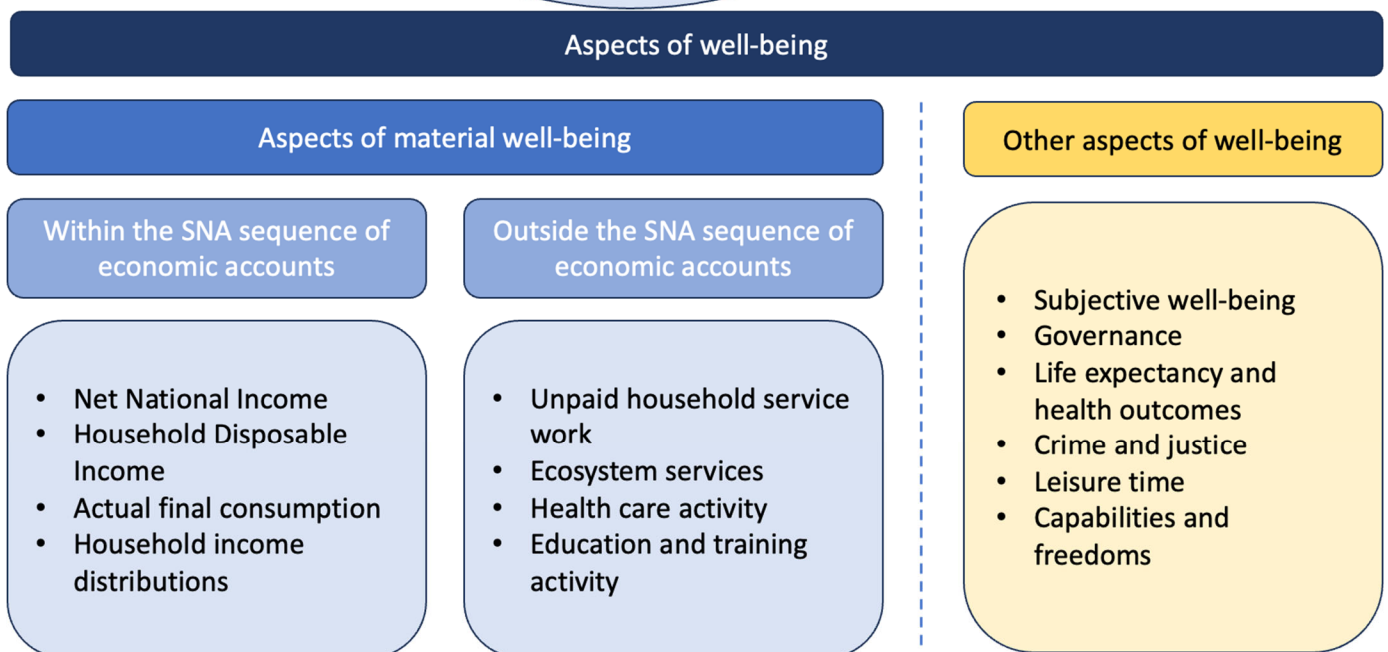 Aspects of well-being
Aspects of material well-being
Other aspects of well-being
Within the SNA sequence of
economic accounts
Outside the SNA sequence of
economic accounts
• Net National Income
• Household Disposable
Income
• Actual final consumption
• Household income
distributions
• Unpaid household service
work
• Ecosystem services
• Health care activity
• Education and training
activity
• Subjective well-being
• Governance
• Life expectancy and
health outcomes
• Crime and justice
• Leisure time
• Capabilities and
freedoms